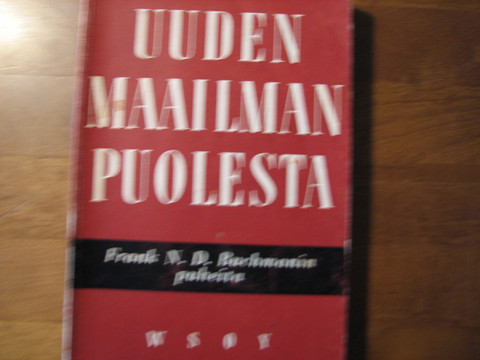 UUDEN
MAAILMAN
PUOLESTA
Frank N. D. Buchmanin
puheita
WSOY